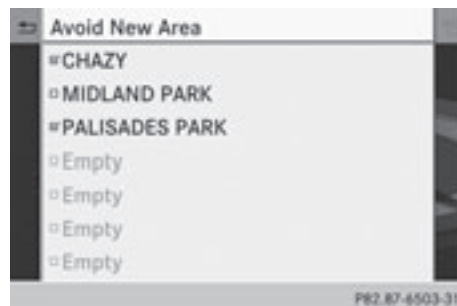 Avoid New Area
CHAZY
MIDLAND PARK
PALISADES PARK
Empty
Empty
Empty
Empty
P82.87-6503-31